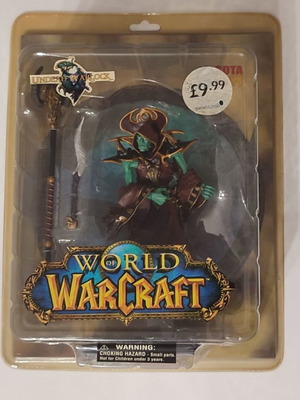 UNDEAD WARLOCK
£9.99
WORLD
OF
WARCRAFT
WARNING:
CHOKING HAZARD - Small parts.
Not for Children under 3 years.